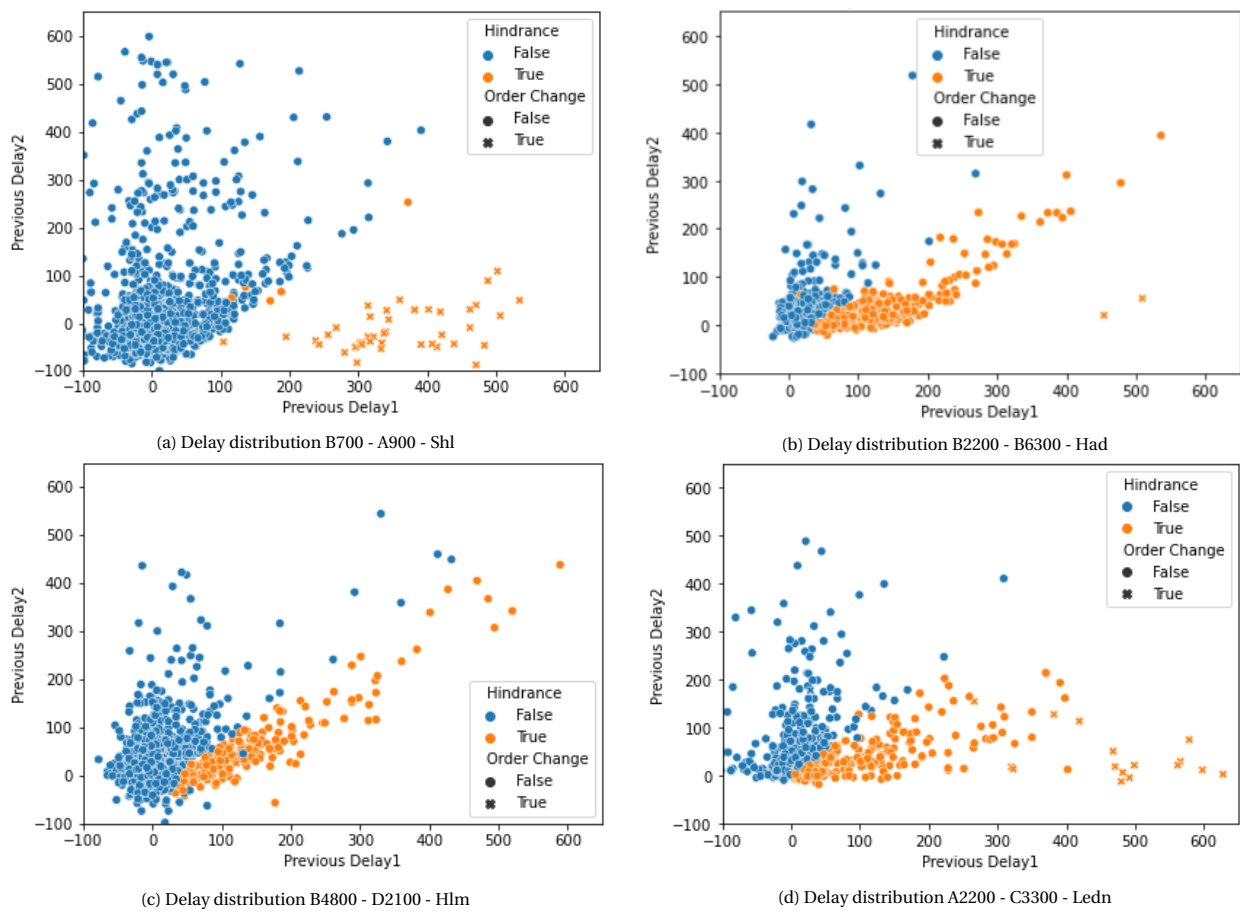 600
500
400
300
200
100
0
−100
Previous Delay2
−100 0 100 200 300 400 500 600
Previous Delay1
Hindrance
False
True
Order Change
False
True
(a) Delay distribution B700 - A900 - Shl
600
500
400
300
200
100
0
−100
Previous Delay2
−100 0 100 200 300 400 500 600
Previous Delay1
Hindrance
False
True
Order Change
False
True
(b) Delay distribution B2200 - B6300 - Had
600
500
400
300
200
100
0
−100
Previous Delay2
−100 0 100 200 300 400 500 600
Previous Delay1
Hindrance
False
True
Order Change
False
True
(c) Delay distribution B4800 - D2100 - Hlm
600
500
400
300
200
100
0
−100
Previous Delay2
−100 0 100 200 300 400 500 600
Previous Delay1
Hindrance
False
True
Order Change
False
True
(d) Delay distribution A2200 - C3300 - Ledn